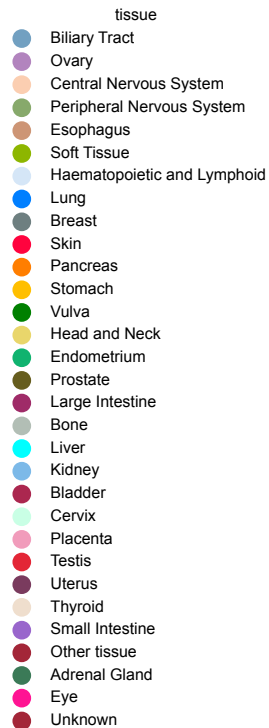 tissue
Biliary Tract
Ovary
Central Nervous System
Peripheral Nervous System
Esophagus
Soft Tissue
Haematopoietic and Lymphoid
Lung
Breast
Skin
Pancreas
Stomach
Vulva
Head and Neck
Endometrium
Prostate
Large Intestine
Bone
Liver
Kidney
Bladder
Cervix
Placenta
Testis
Uterus
Thyroid
Small Intestine
Other tissue
Adrenal Gland
Eye
Unknown